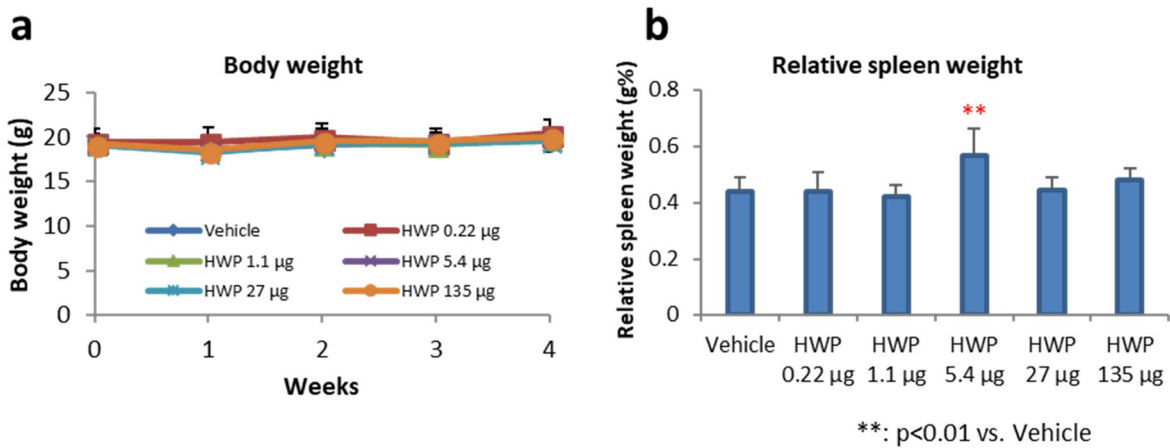 a
Body weight
Body weight (g)
25
20
15
10
5
0
Vehicle
HWP 0.22 µg
HWP 1.1 µg
HWP 5.4 µg
HWP 27 µg
HWP 135 µg
0 1 2 3 4
Weeks
b
Relative spleen weight
Relative spleen weight (g%)
0.8
0.6
0.4
0.2
0
**
Vehicle HWP HWP HWP HWP HWP
0.22 µg 1.1 µg 5.4 µg 27 µg 135 µg
**: p<0.01 vs. Vehicle